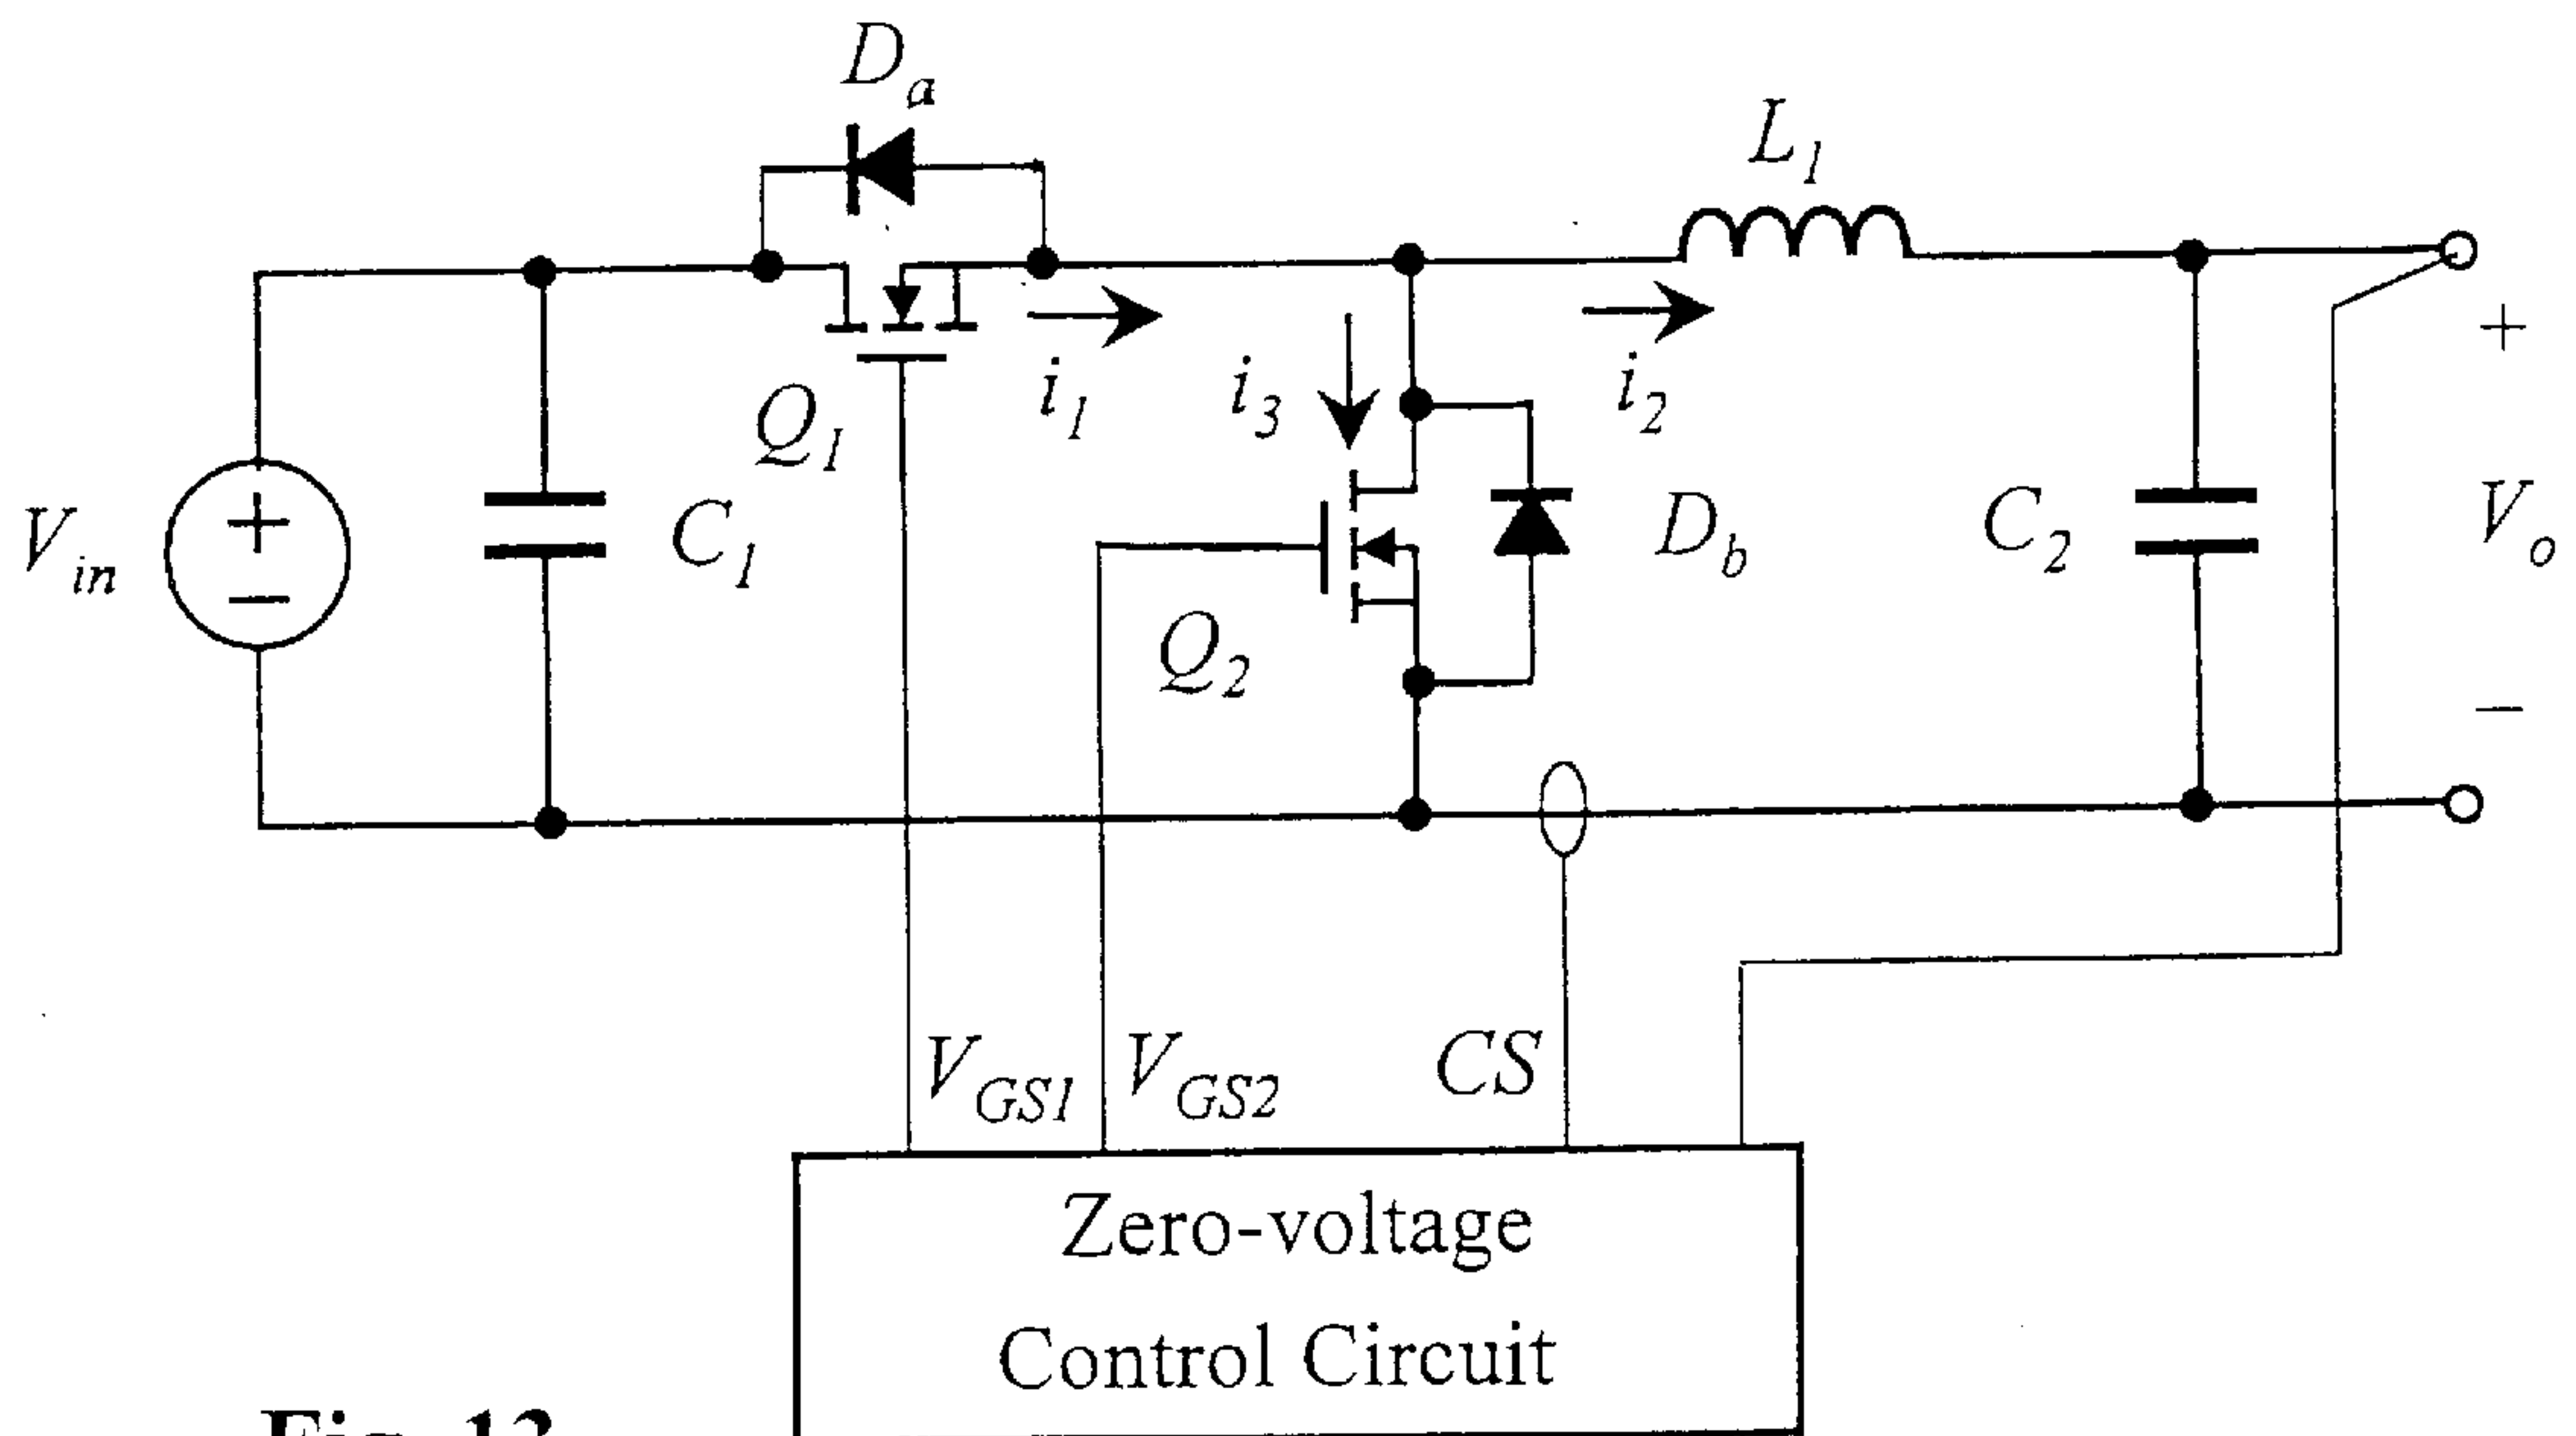 Da
L1
+
Q1
i1
i3
i2
Vin
+
−
C1
Db
C2
Vo
Q2
−
VGS1
VGS2
CS
Zero-voltage
Control Circuit